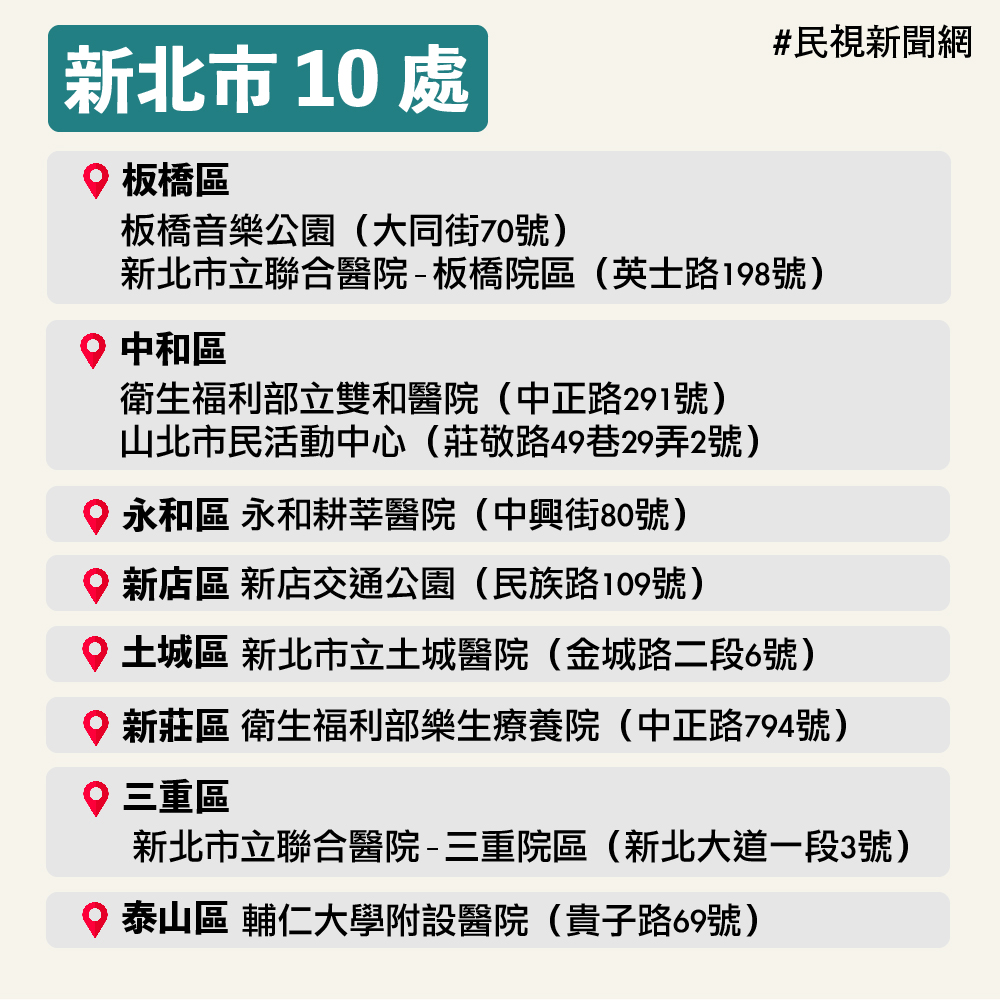 #民視新聞網
新北市 10 處
板橋區
板橋音樂公園（大同街70號）
新北市立聯合醫院-板橋院區（英士路198號）
中和區
衛生福利部立雙和醫院（中正路291號）
山北市民活動中心（莊敬路49巷29弄2號）
永和區 永和耕莘醫院（中興街80號）
新店區 新店交通公園（民族路109號）
土城區 新北市立土城醫院（金城路二段6號）
新莊區 衛生福利部樂生療養院（中正路794號）
三重區
新北市立聯合醫院-三重院區（新北大道一段3號）
泰山區 輔仁大學附設醫院（貴子路69號）